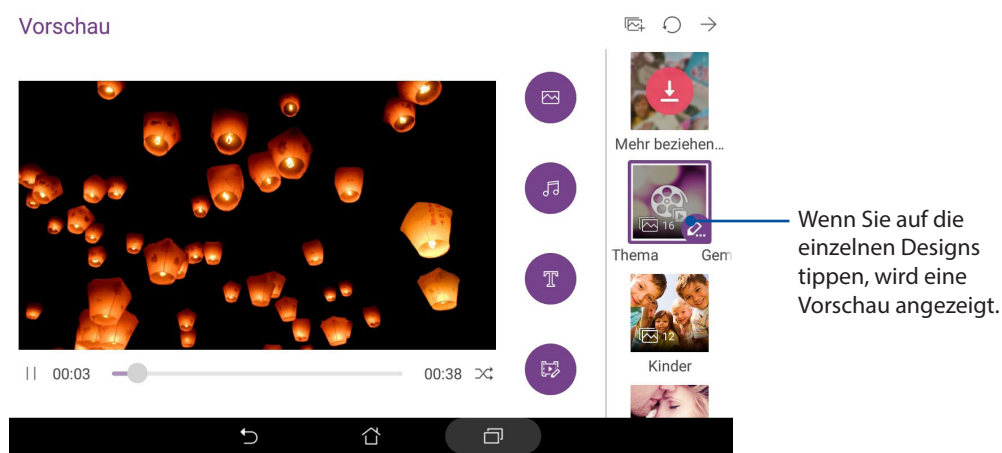 Vorschau
Mehr beziehen...
16
Thema Gem
12
Kinder
00:03 00:38
Wenn Sie auf die
einzelnen Designs
tippen, wird eine
Vorschau angezeigt.